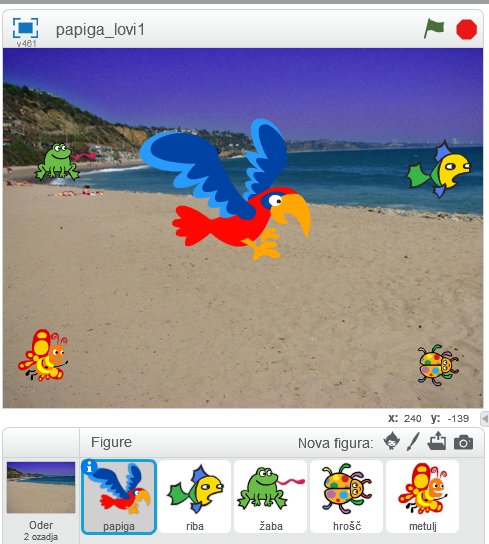 papiga_lovi1
v461
x: 240 y: -139
Figure
Nova figura:
Oder
2 ozadja
papiga
riba
žaba
hrošč
metulj